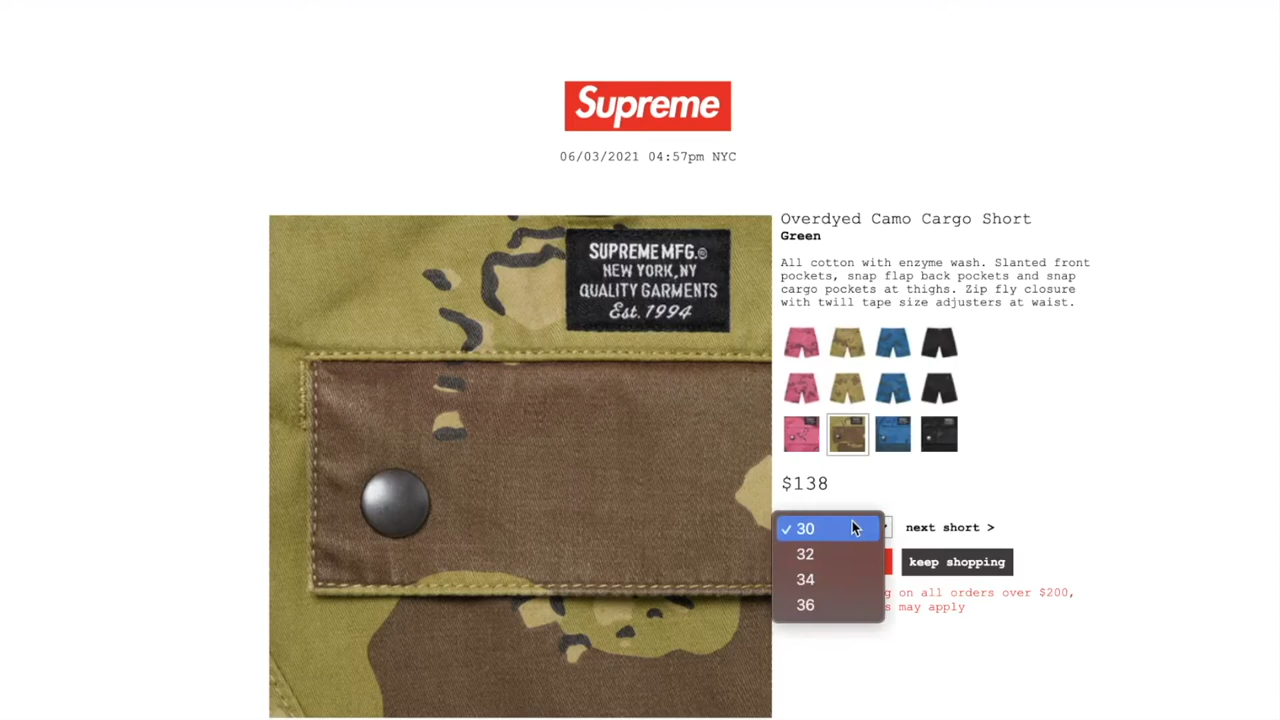 Supreme
06/03/2021 04:57pm NYC
SUPREME MFG.®
NEW YORK, NY
QUALITY GARMENTS
Est. 1994
Overdyed Camo Cargo Short
Green
All cotton with enzyme wash. Slanted front
pockets, snap flap back pockets and snap
cargo pockets at thighs. Zip fly closure
with twill tape size adjusters at waist.
$138
✓ 30
32
34
36
next short >
keep shopping
on all orders over $200,
may apply